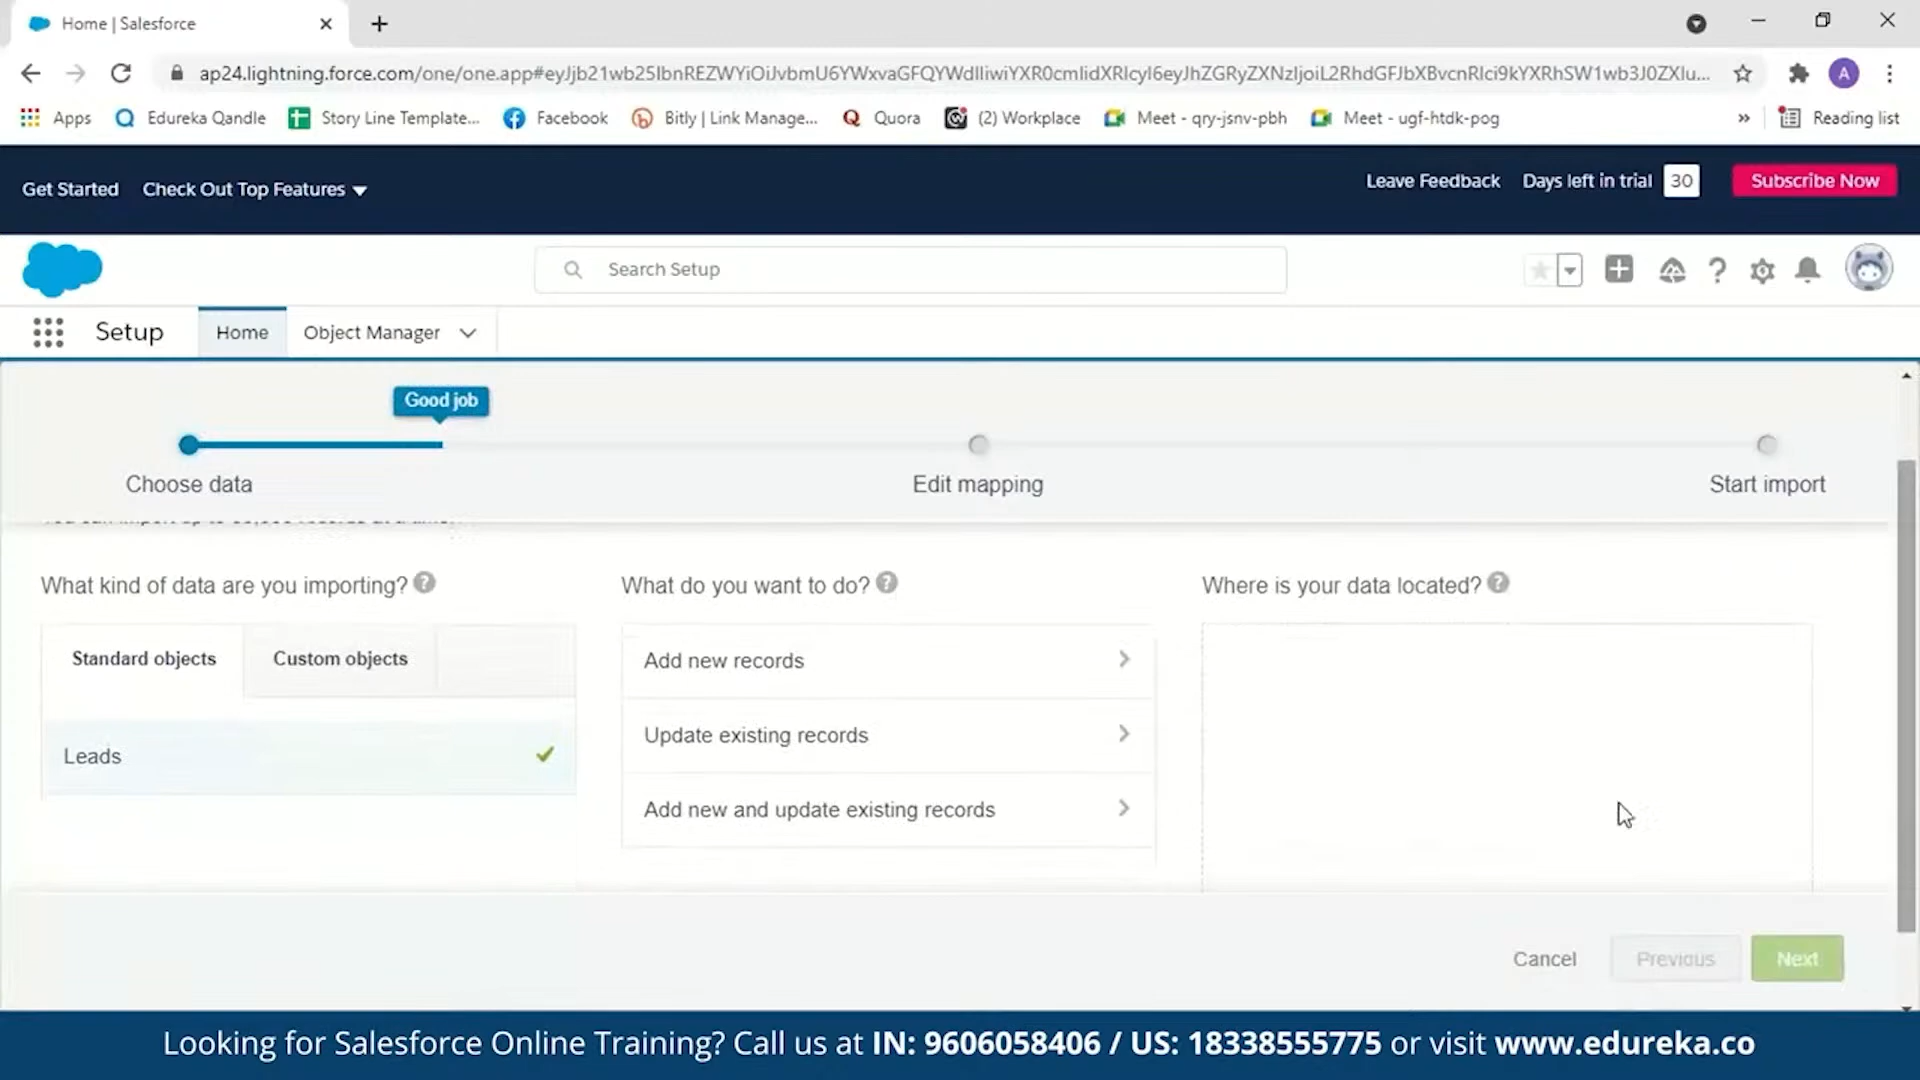 Home | Salesforce
ap24.lightning.force.com/one/one.app#
Apps Edureka Qandle Story Line Template... Facebook Bitly | Link Manage... Quora (2) Workplace Meet - qry-jsnv-pbh Meet - ugf-htdk-pog » Reading list
A
Get Started Check Out Top Features Leave Feedback Days left in trial 30 Subscribe Now
Search Setup
Setup Home Object Manager
Good job
Choose data Edit mapping Start import
What kind of data are you importing? What do you want to do? Where is your data located?
Standard objects Custom objects
Add new records
Update existing records
Leads
Add new and update existing records
Cancel Previous Next
Looking for Salesforce Online Training? Call us at IN: 9606058406 / US: 18338555775 or visit www.edureka.co